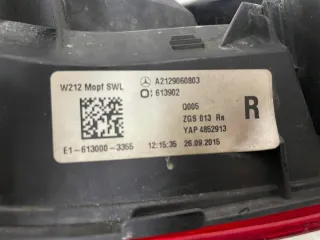 W212 Mopf SWL
A2129060803
613902
Q005
ZGS 013 Re
YAP 4852913
R
E1-613000-3355
12:15:35
26.09.2015